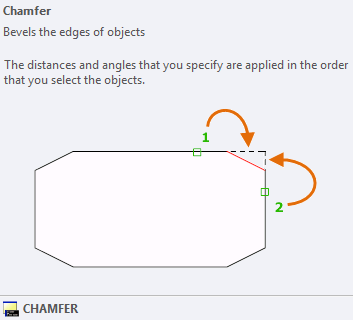 Chamfer
Bevels the edges of objects
The distances and angles that you specify are applied in the order
that you select the objects.
1
2
CHAMFER